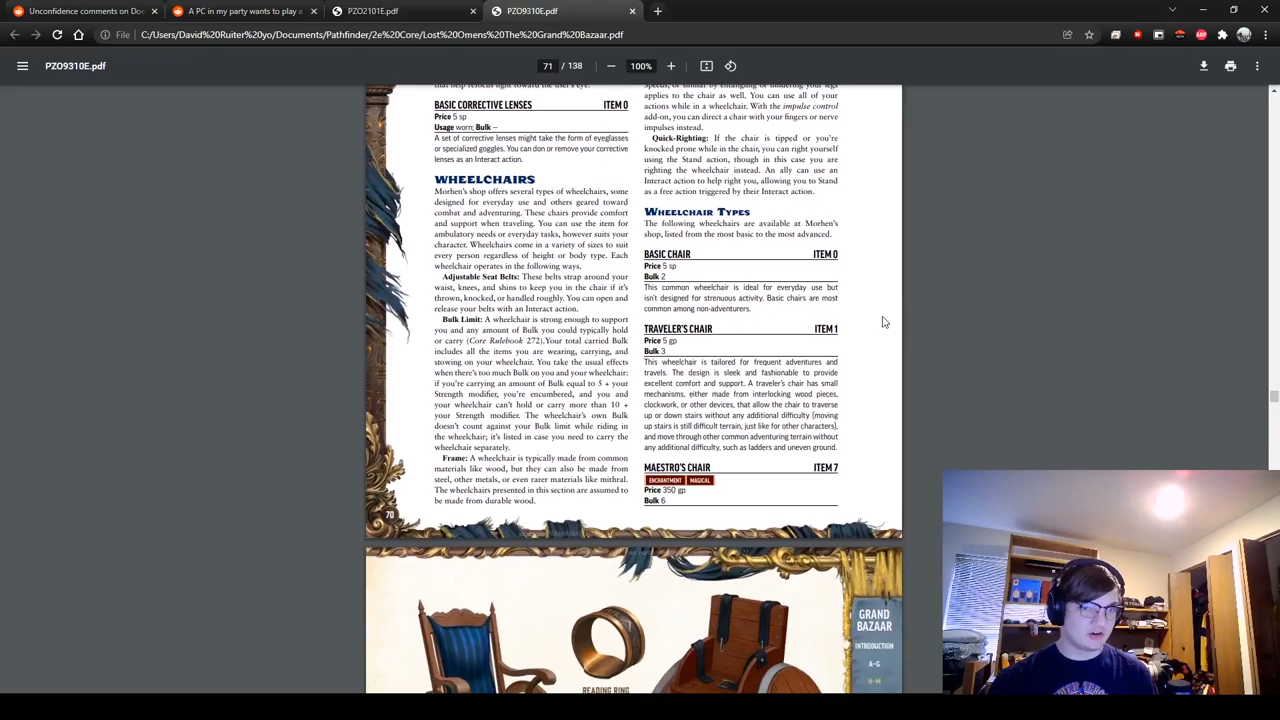 Unconfidence comments on Doe
A PC in my party wants to play a
PZO2101E.pdf
PZO9310E.pdf
File
C:/Users/David%20Ruiter%20yo/Documents/Pathfinder/2e%20Core/Lost%20Omens%20The%20Grand%20Bazaar.pdf
PZO9310E.pdf
71 / 138
100%
that help refocus light toward the user's eye.
BASIC CORRECTIVE LENSES ITEM 0
Price 5 sp
Usage worn; Bulk –
A set of corrective lenses might take the form of eyeglasses
or specialized goggles. You can don or remove your corrective
lenses as an Interact action.
WHEELCHAIRS
Morhen's shop offers several types of wheelchairs, some
designed for everyday use and others geared toward
combat and adventuring. These chairs provide comfort
and support when traveling. You can use the item for
ambulatory needs or everyday tasks, however suits your
character. Wheelchairs come in a variety of sizes to suit
every person regardless of height or body type. Each
wheelchair operates in the following ways.
Adjustable Seat Belts: These belts strap around your
waist, knees, and shins to keep you in the chair if it's
thrown, knocked, or handled roughly. You can open and
release your belts with an Interact action.
Bulk Limit: A wheelchair is strong enough to support
you and any amount of Bulk you could typically hold
or carry (Core Rulebook 272).Your total carried Bulk
includes all the items you are wearing, carrying, and
stowing on your wheelchair. You take the usual effects
when there's too much Bulk on you and your wheelchair:
if you're carrying an amount of Bulk equal to 5 + your
Strength modifier, you're encumbered, and you and
your wheelchair can't hold or carry more than 10 +
your Strength modifier. The wheelchair's own Bulk
doesn't count against your Bulk limit while riding in
the wheelchair; it's listed in case you need to carry the
wheelchair separately.
Frame: A wheelchair is typically made from common
materials like wood, but they can also be made from
steel, other metals, or even rarer materials like mithral.
The wheelchairs presented in this section are assumed to
be made from durable wood.
70
Speeds, or similar by entangling or hindering your legs
applies to the chair as well. You can use all of your
actions while in a wheelchair. With the impulse control
add-on, you can direct a chair with your fingers or nerve
impulses instead.
Quick-Righting: If the chair is tipped or you're
knocked prone while in the chair, you can right yourself
using the Stand action, though in this case you are
righting the wheelchair instead. An ally can use an
Interact action to help right you, allowing you to Stand
as a free action triggered by their Interact action.
WHEELCHAIR TYPES
The following wheelchairs are available at Morhen's
shop, listed from the most basic to the most advanced.
BASIC CHAIR ITEM 0
Price 5 sp
Bulk 2
This common wheelchair is ideal for everyday use but
isn't designed for strenuous activity. Basic chairs are most
common among non-adventurers.
TRAVELER'S CHAIR ITEM 1
Price 5 gp
Bulk 3
This wheelchair is tailored for frequent adventures and
travels. The design is sleek and fashionable to provide
excellent comfort and support. A traveler's chair has small
mechanisms, either made from interlocking wood pieces,
clockwork, or other devices, that allow the chair to traverse
up or down stairs without any additional difficulty (moving
up stairs is still difficult terrain, just like for other characters),
and move through other common adventuring terrain without
any additional difficulty, such as ladders and uneven ground.
MAESTRO'S CHAIR ITEM 7
ENCHANTMENT MAGICAL
Price 350 gp
Bulk 6
READING RING
GRAND
BAZAAR
INTRODUCTION
A–G
H–M